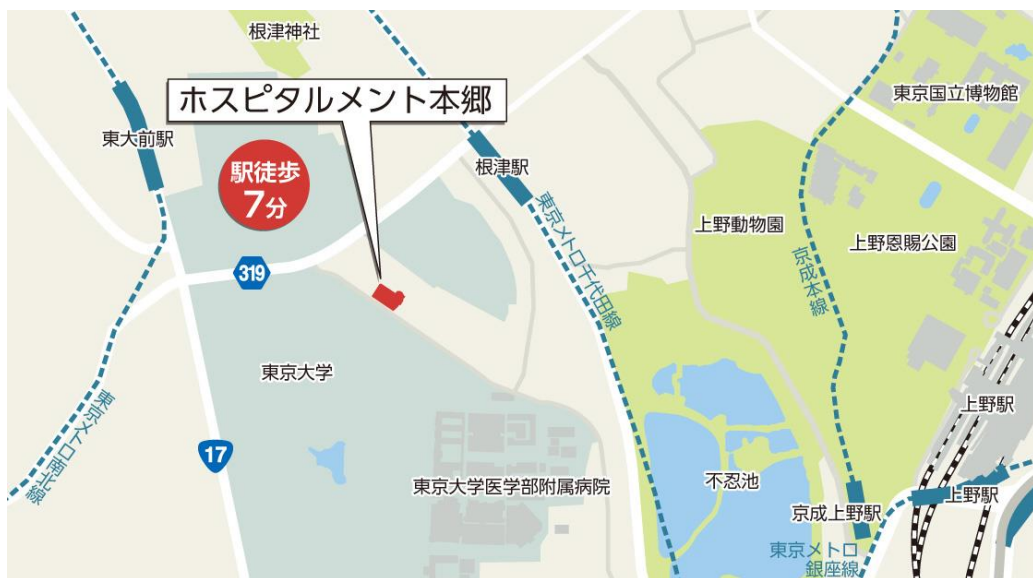 根津神社
ホスピタルメント本郷
東京国立博物館
東大前駅
駅徒歩
7分
根津駅
上野動物園
上野恩賜公園
東京メトロ千代田線
京成本線
319
東京大学
上野駅
東京メトロ南北線
17
東京大学医学部附属病院
不忍池
京成上野駅
上野駅
東京メトロ
銀座線